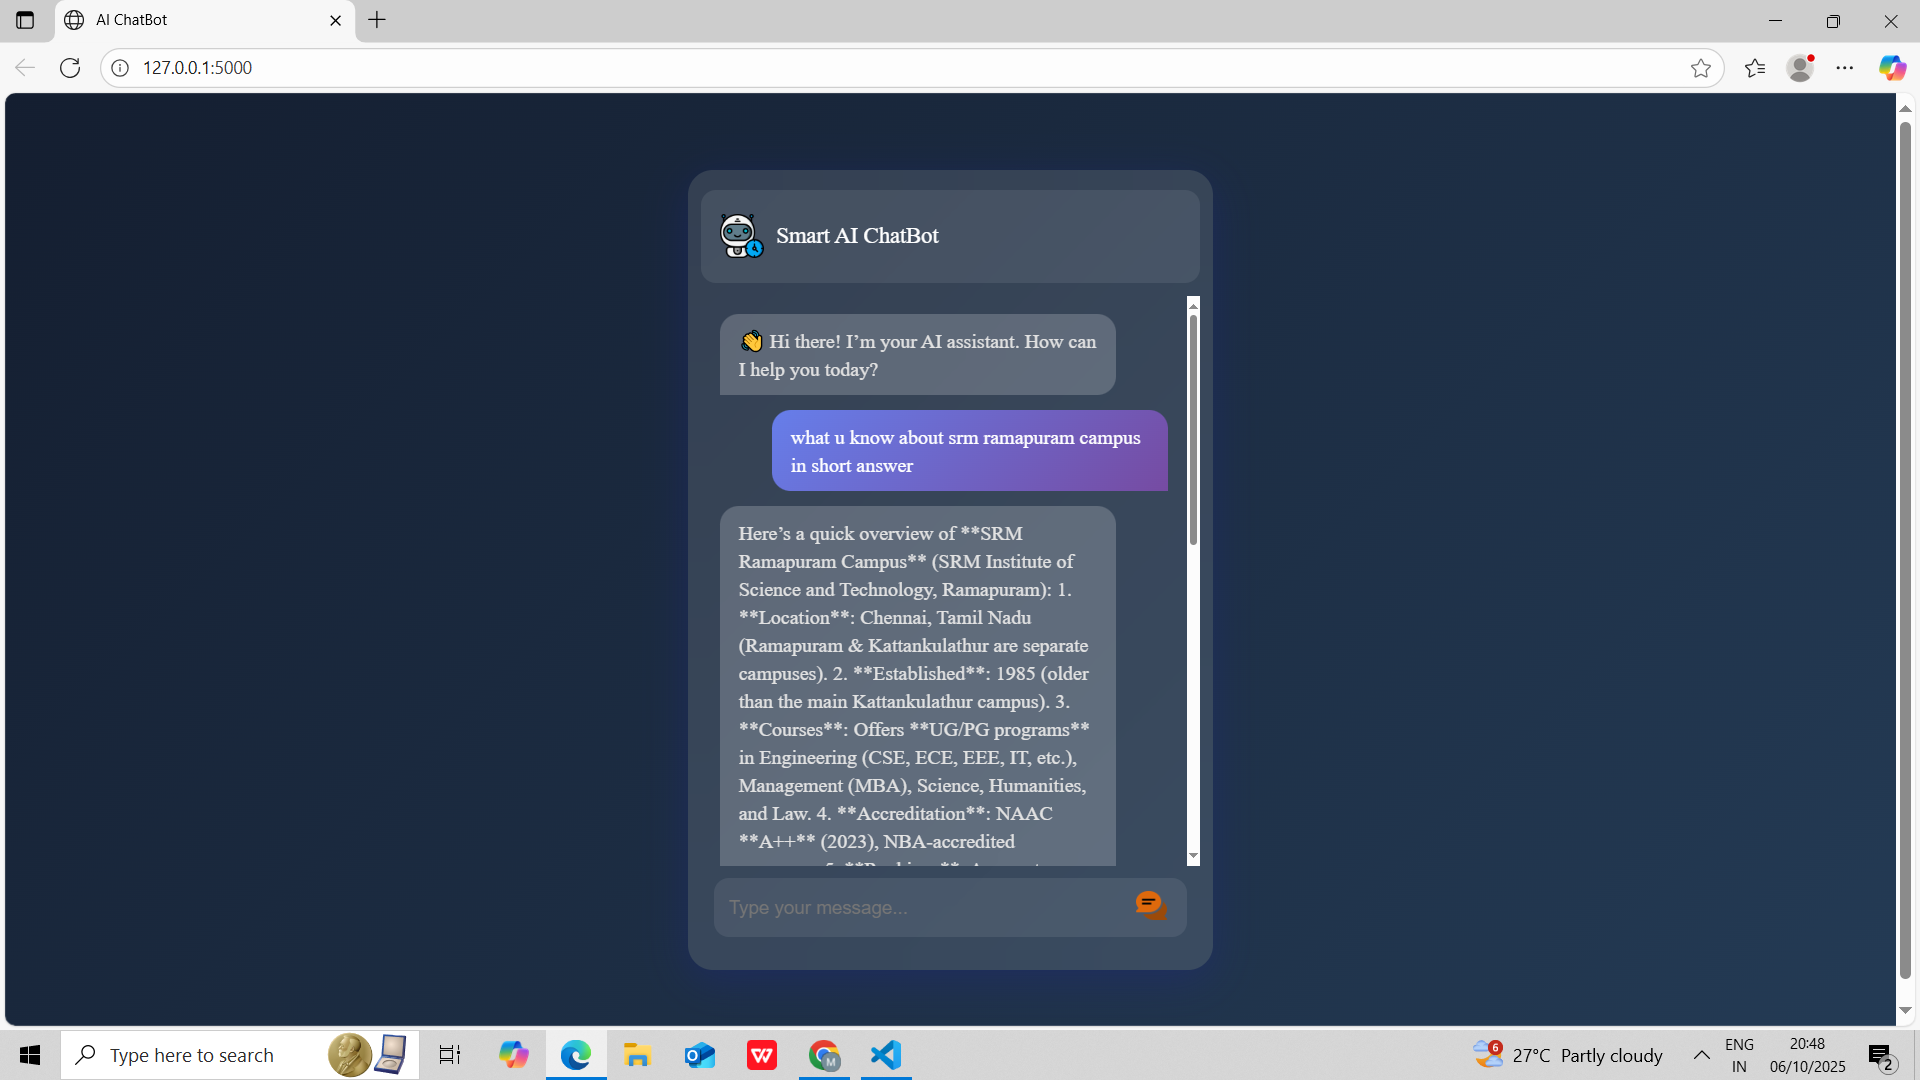 AI ChatBot
127.0.0.1:5000
Smart AI ChatBot
👋 Hi there! I’m your AI assistant. How can
I help you today?
what u know about srm ramapuram campus
in short answer
Here’s a quick overview of **SRM
Ramapuram Campus** (SRM Institute of
Science and Technology, Ramapuram): 1.
**Location**: Chennai, Tamil Nadu
(Ramapuram & Kattankulathur are separate
campuses). 2. **Established**: 1985 (older
than the main Kattankulathur campus). 3.
**Courses**: Offers **UG/PG programs**
in Engineering (CSE, ECE, EEE, IT, etc.),
Management (MBA), Science, Humanities,
and Law. 4. **Accreditation**: NAAC
**A++** (2023), NBA-accredited
Type your message...
Type here to search
6
27°C Partly cloudy
ENG
IN
20:48
06/10/2025
2